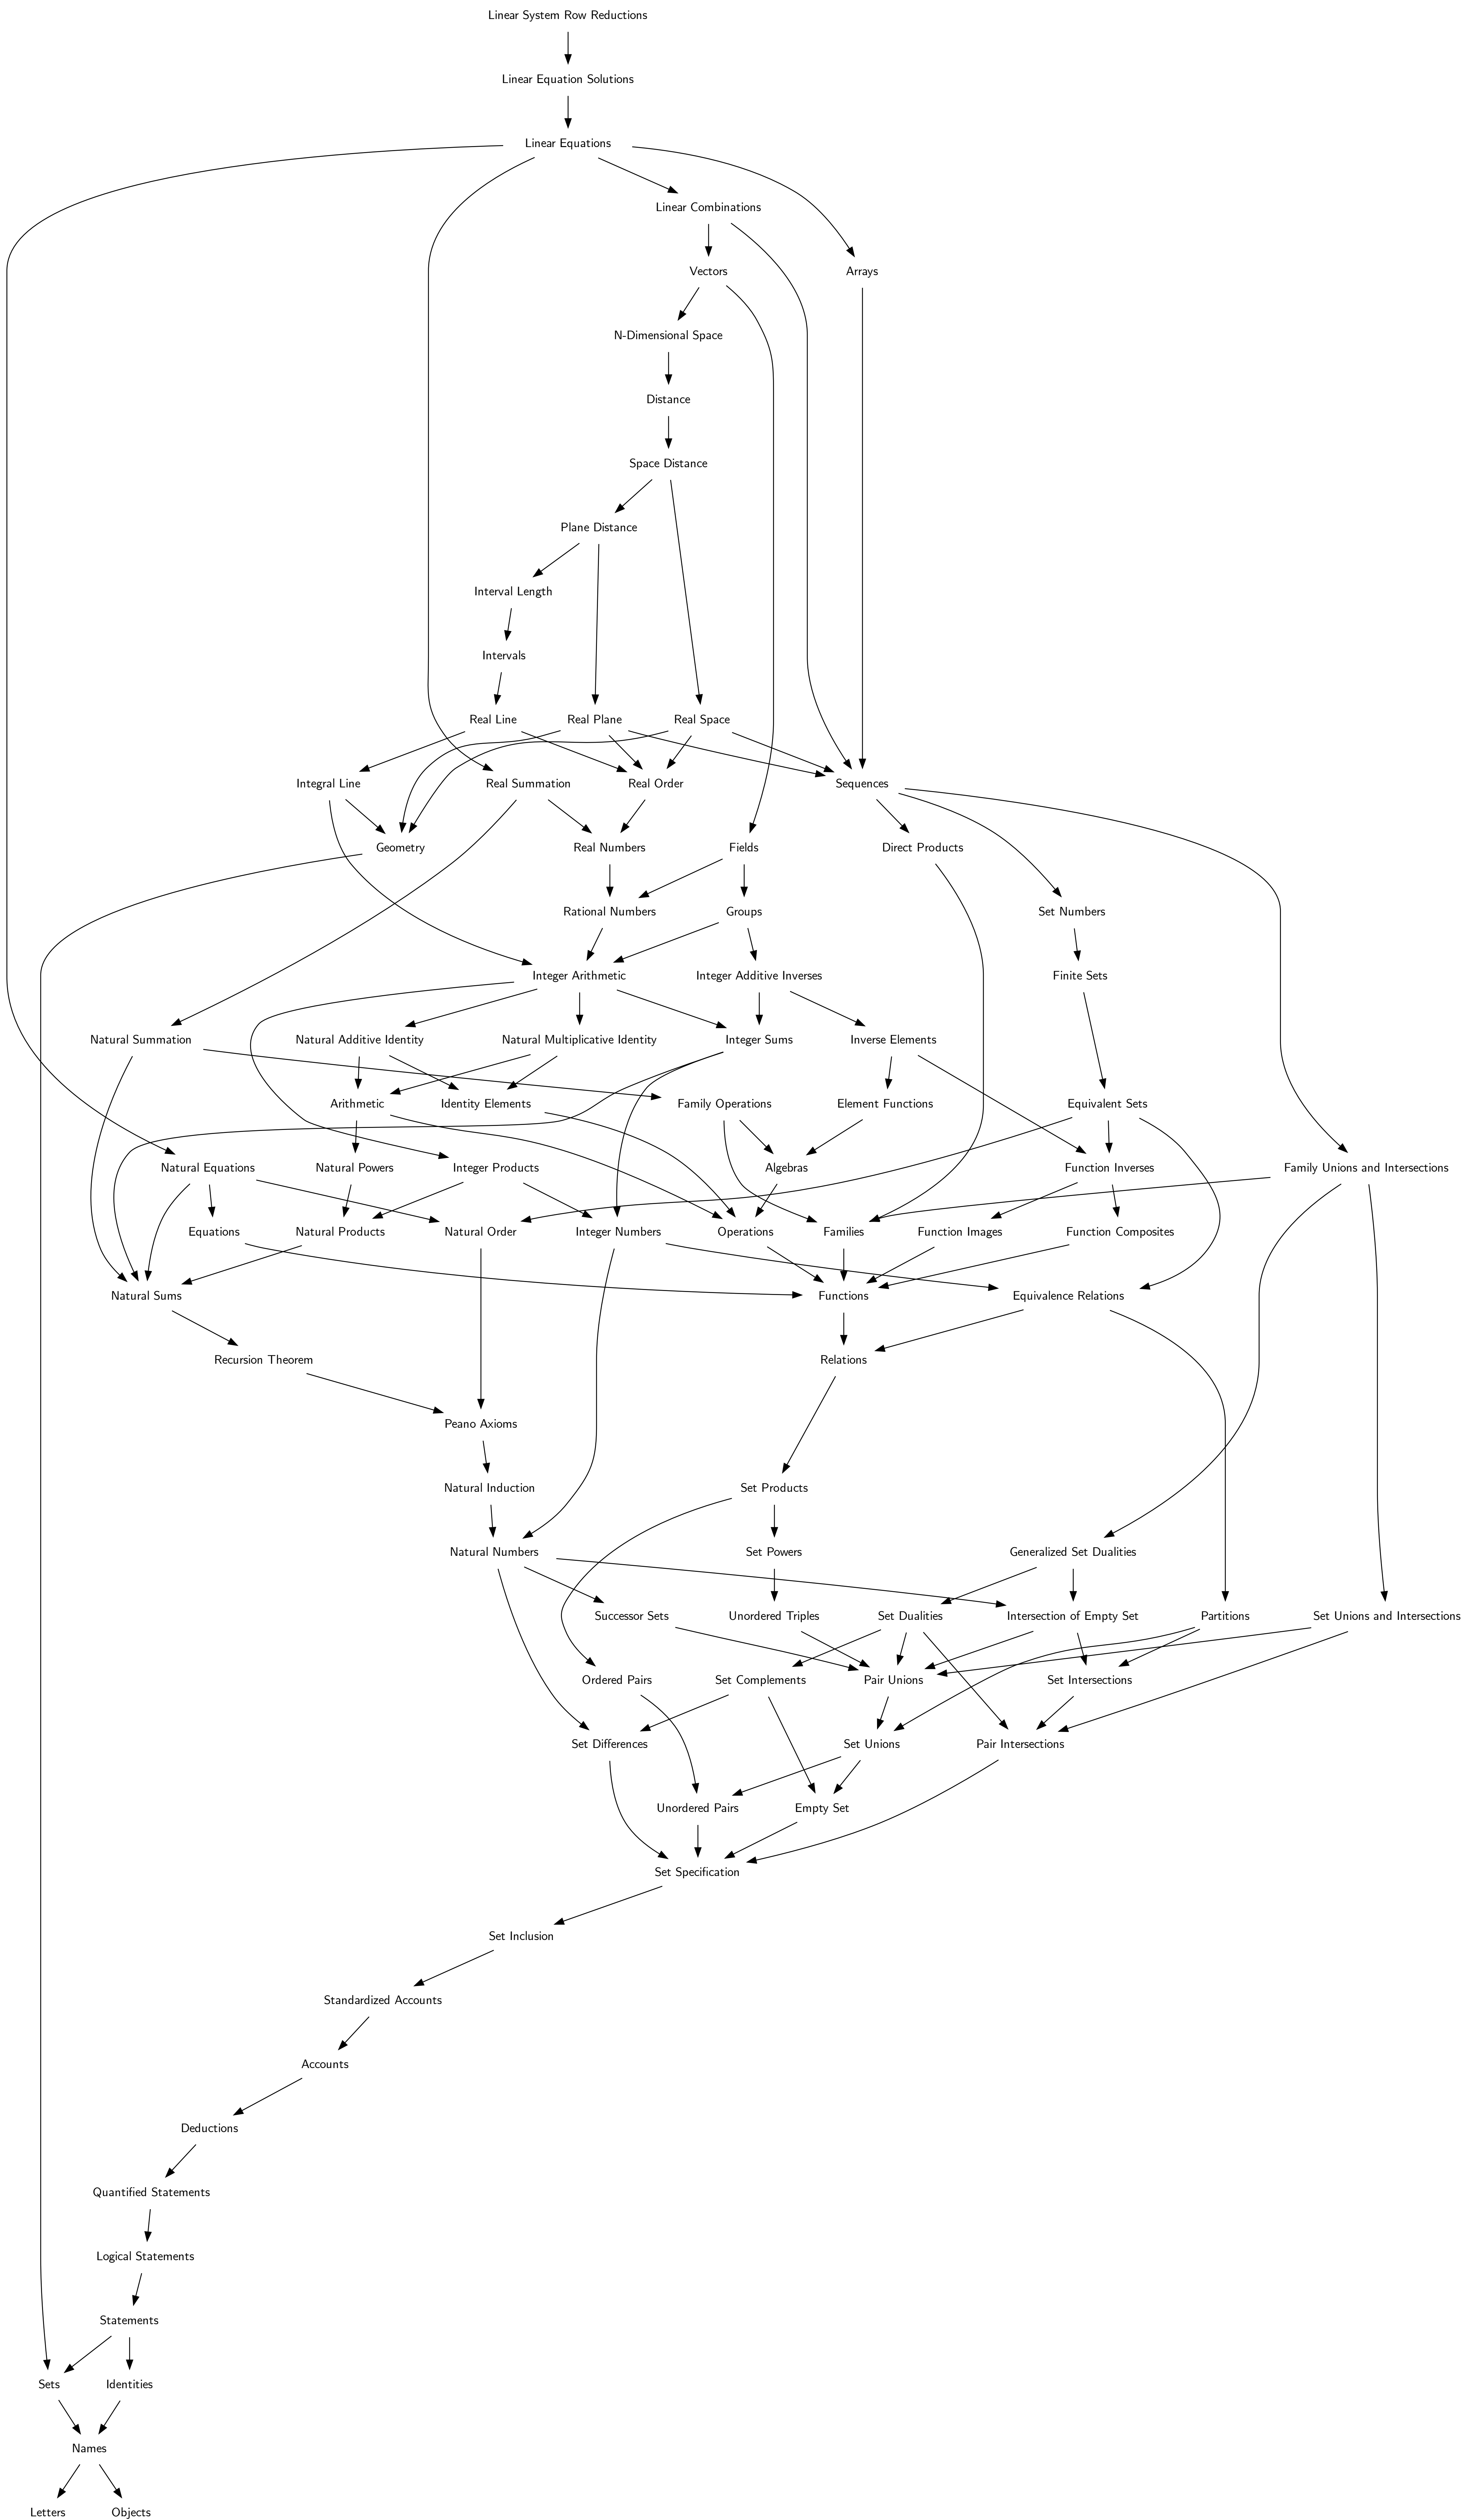 Linear System Row Reductions
Linear Equation Solutions
Linear Equations
Linear Combinations
Vectors
Arrays
N-Dimensional Space
Distance
Space Distance
Plane Distance
Interval Length
Intervals
Real Line
Real Plane
Real Space
Integral Line
Real Summation
Real Order
Sequences
Geometry
Real Numbers
Fields
Direct Products
Rational Numbers
Groups
Set Numbers
Integer Arithmetic
Integer Additive Inverses
Finite Sets
Natural Summation
Natural Additive Identity
Natural Multiplicative Identity
Integer Sums
Inverse Elements
Arithmetic
Identity Elements
Family Operations
Element Functions
Equivalent Sets
Natural Equations
Natural Powers
Integer Products
Algebras
Function Inverses
Family Unions and Intersections
Equations
Natural Products
Natural Order
Integer Numbers
Operations
Families
Function Images
Function Composites
Natural Sums
Functions
Equivalence Relations
Recursion Theorem
Relations
Peano Axioms
Natural Induction
Set Products
Natural Numbers
Set Powers
Generalized Set Dualities
Successor Sets
Unordered Triples
Set Dualities
Intersection of Empty Set
Partitions
Set Unions and Intersections
Ordered Pairs
Set Complements
Pair Unions
Set Intersections
Set Differences
Set Unions
Pair Intersections
Unordered Pairs
Empty Set
Set Specification
Set Inclusion
Standardized Accounts
Accounts
Deductions
Quantified Statements
Logical Statements
Statements
Sets
Identities
Names
Letters
Objects